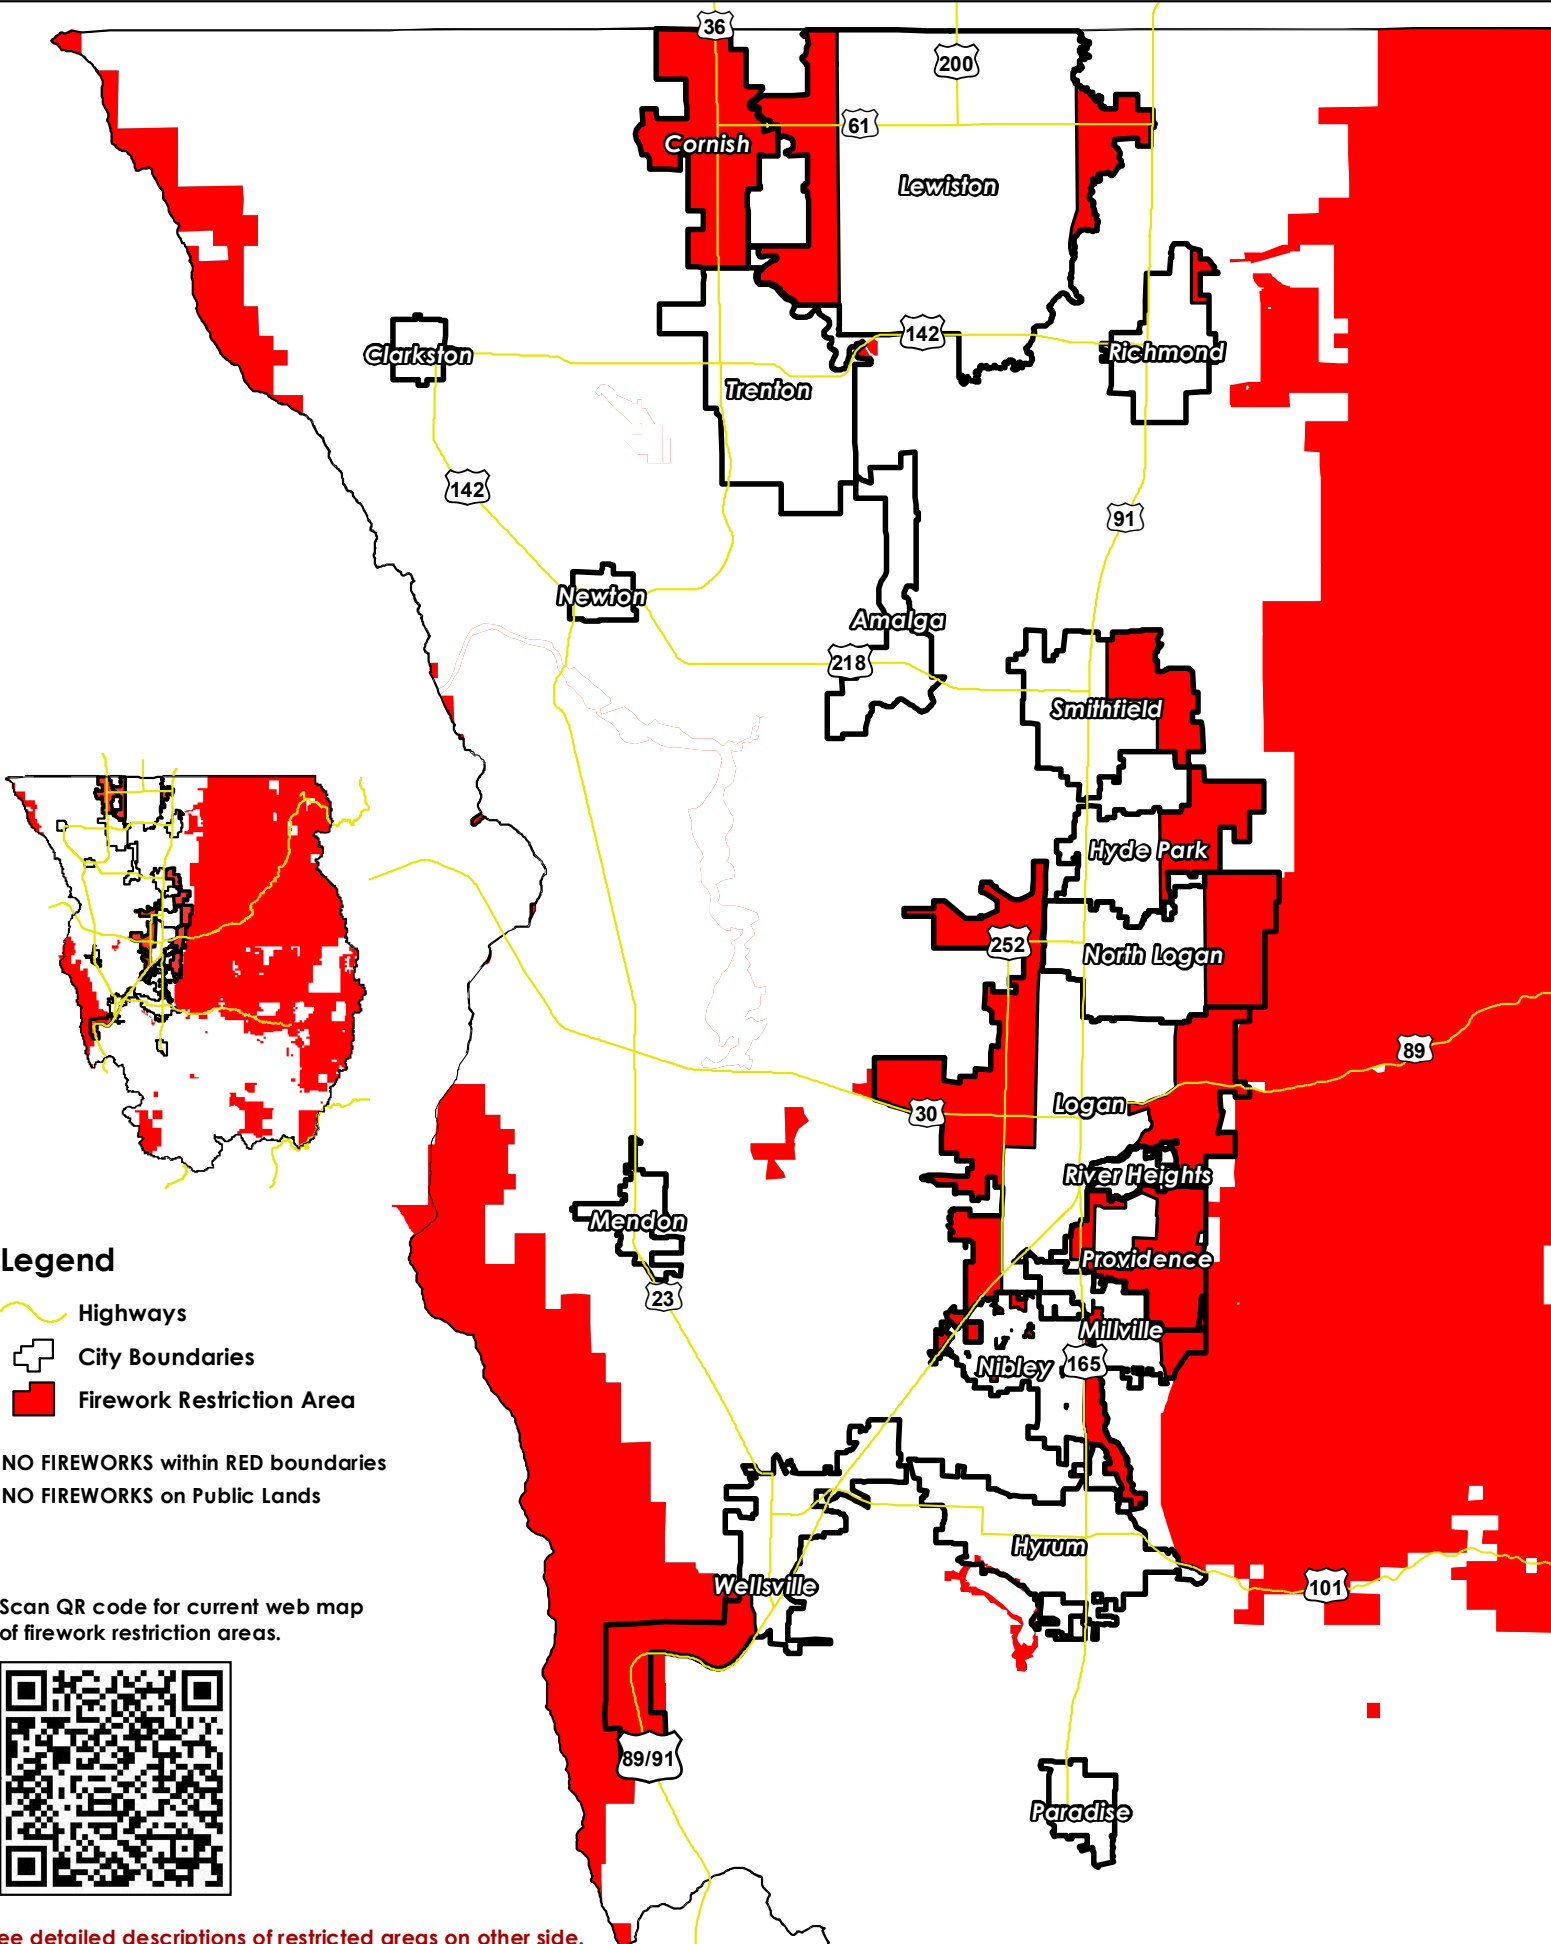 36
200
61
Cornish
Lewiston
142
Clarkston
Richmond
Trenton
142
91
Newton
Amalga
218
Smithfield
Hyde Park
252
North Logan
89
30
Logan
River Heights
Mendon
Providence
Legend
23
Highways
Millville
City Boundaries
Nibley
165
Firework Restriction Area
NO FIREWORKS within RED boundaries
NO FIREWORKS on Public Lands
Hyrum
Wellsville
101
Scan QR code for current web map
of firework restriction areas.
89/91
Paradise
ee detailed descriptions of restricted areas on other side.